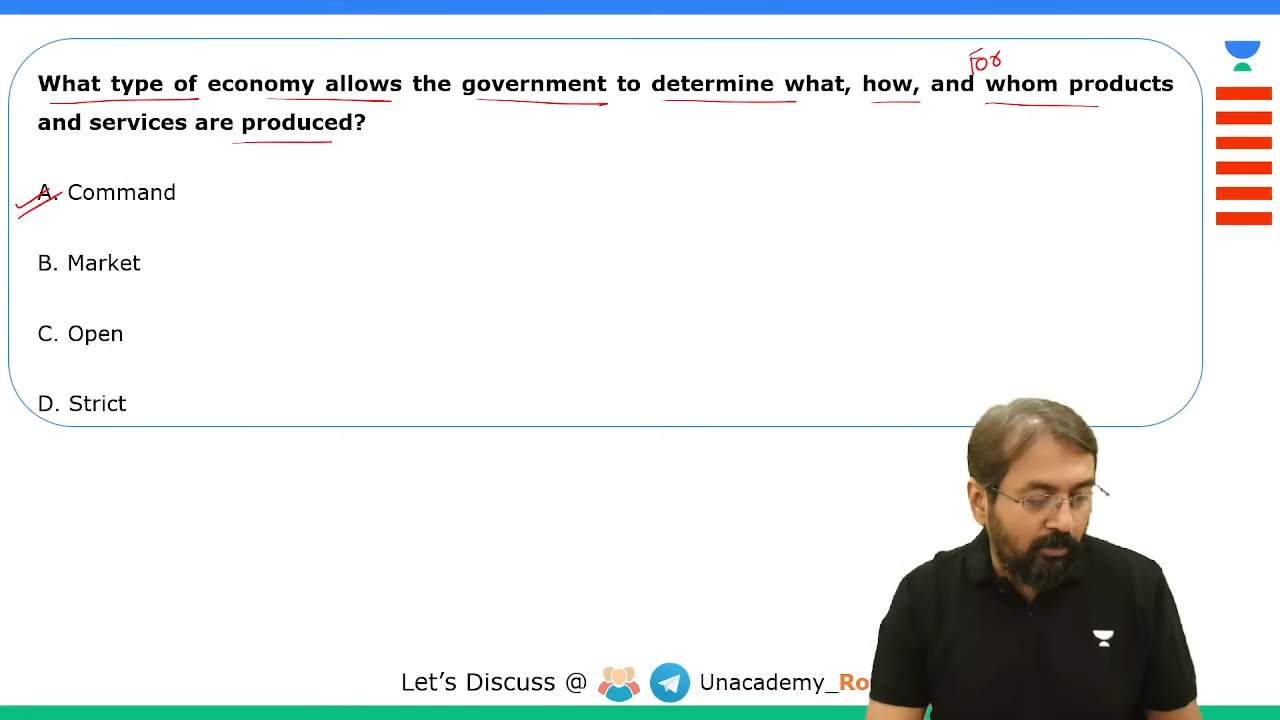 For
What type of economy allows the government to determine what, how, and whom products
and services are produced?
A. Command
B. Market
C. Open
D. Strict
Let's Discuss @ Unacademy_Ro